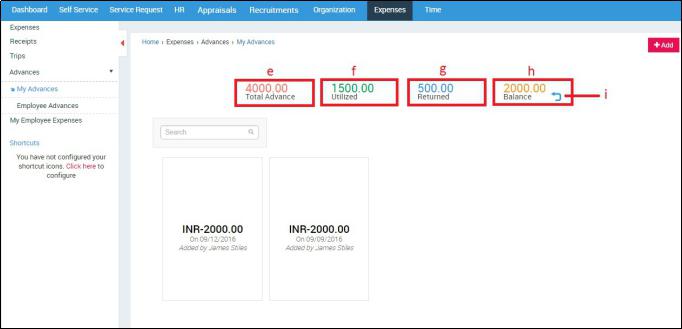 Dashboard Self Service Service Request HR Appraisals Recruitments Organization Expenses Time
Expenses
Receipts
Trips
Advances
My Advances
Employee Advances
My Employee Expenses
Shortcuts
You have not configured your
shortcut icons. Click here to
configure
Home › Expenses › Advances › My Advances
+ Add
e f g h
4000.00 1500.00 500.00 2000.00
Total Advance Utilized Returned Balance
i
Search
INR-2000.00 INR-2000.00
On:09/12/2016 On:09/09/2016
Added by James Stiles Added by James Stiles